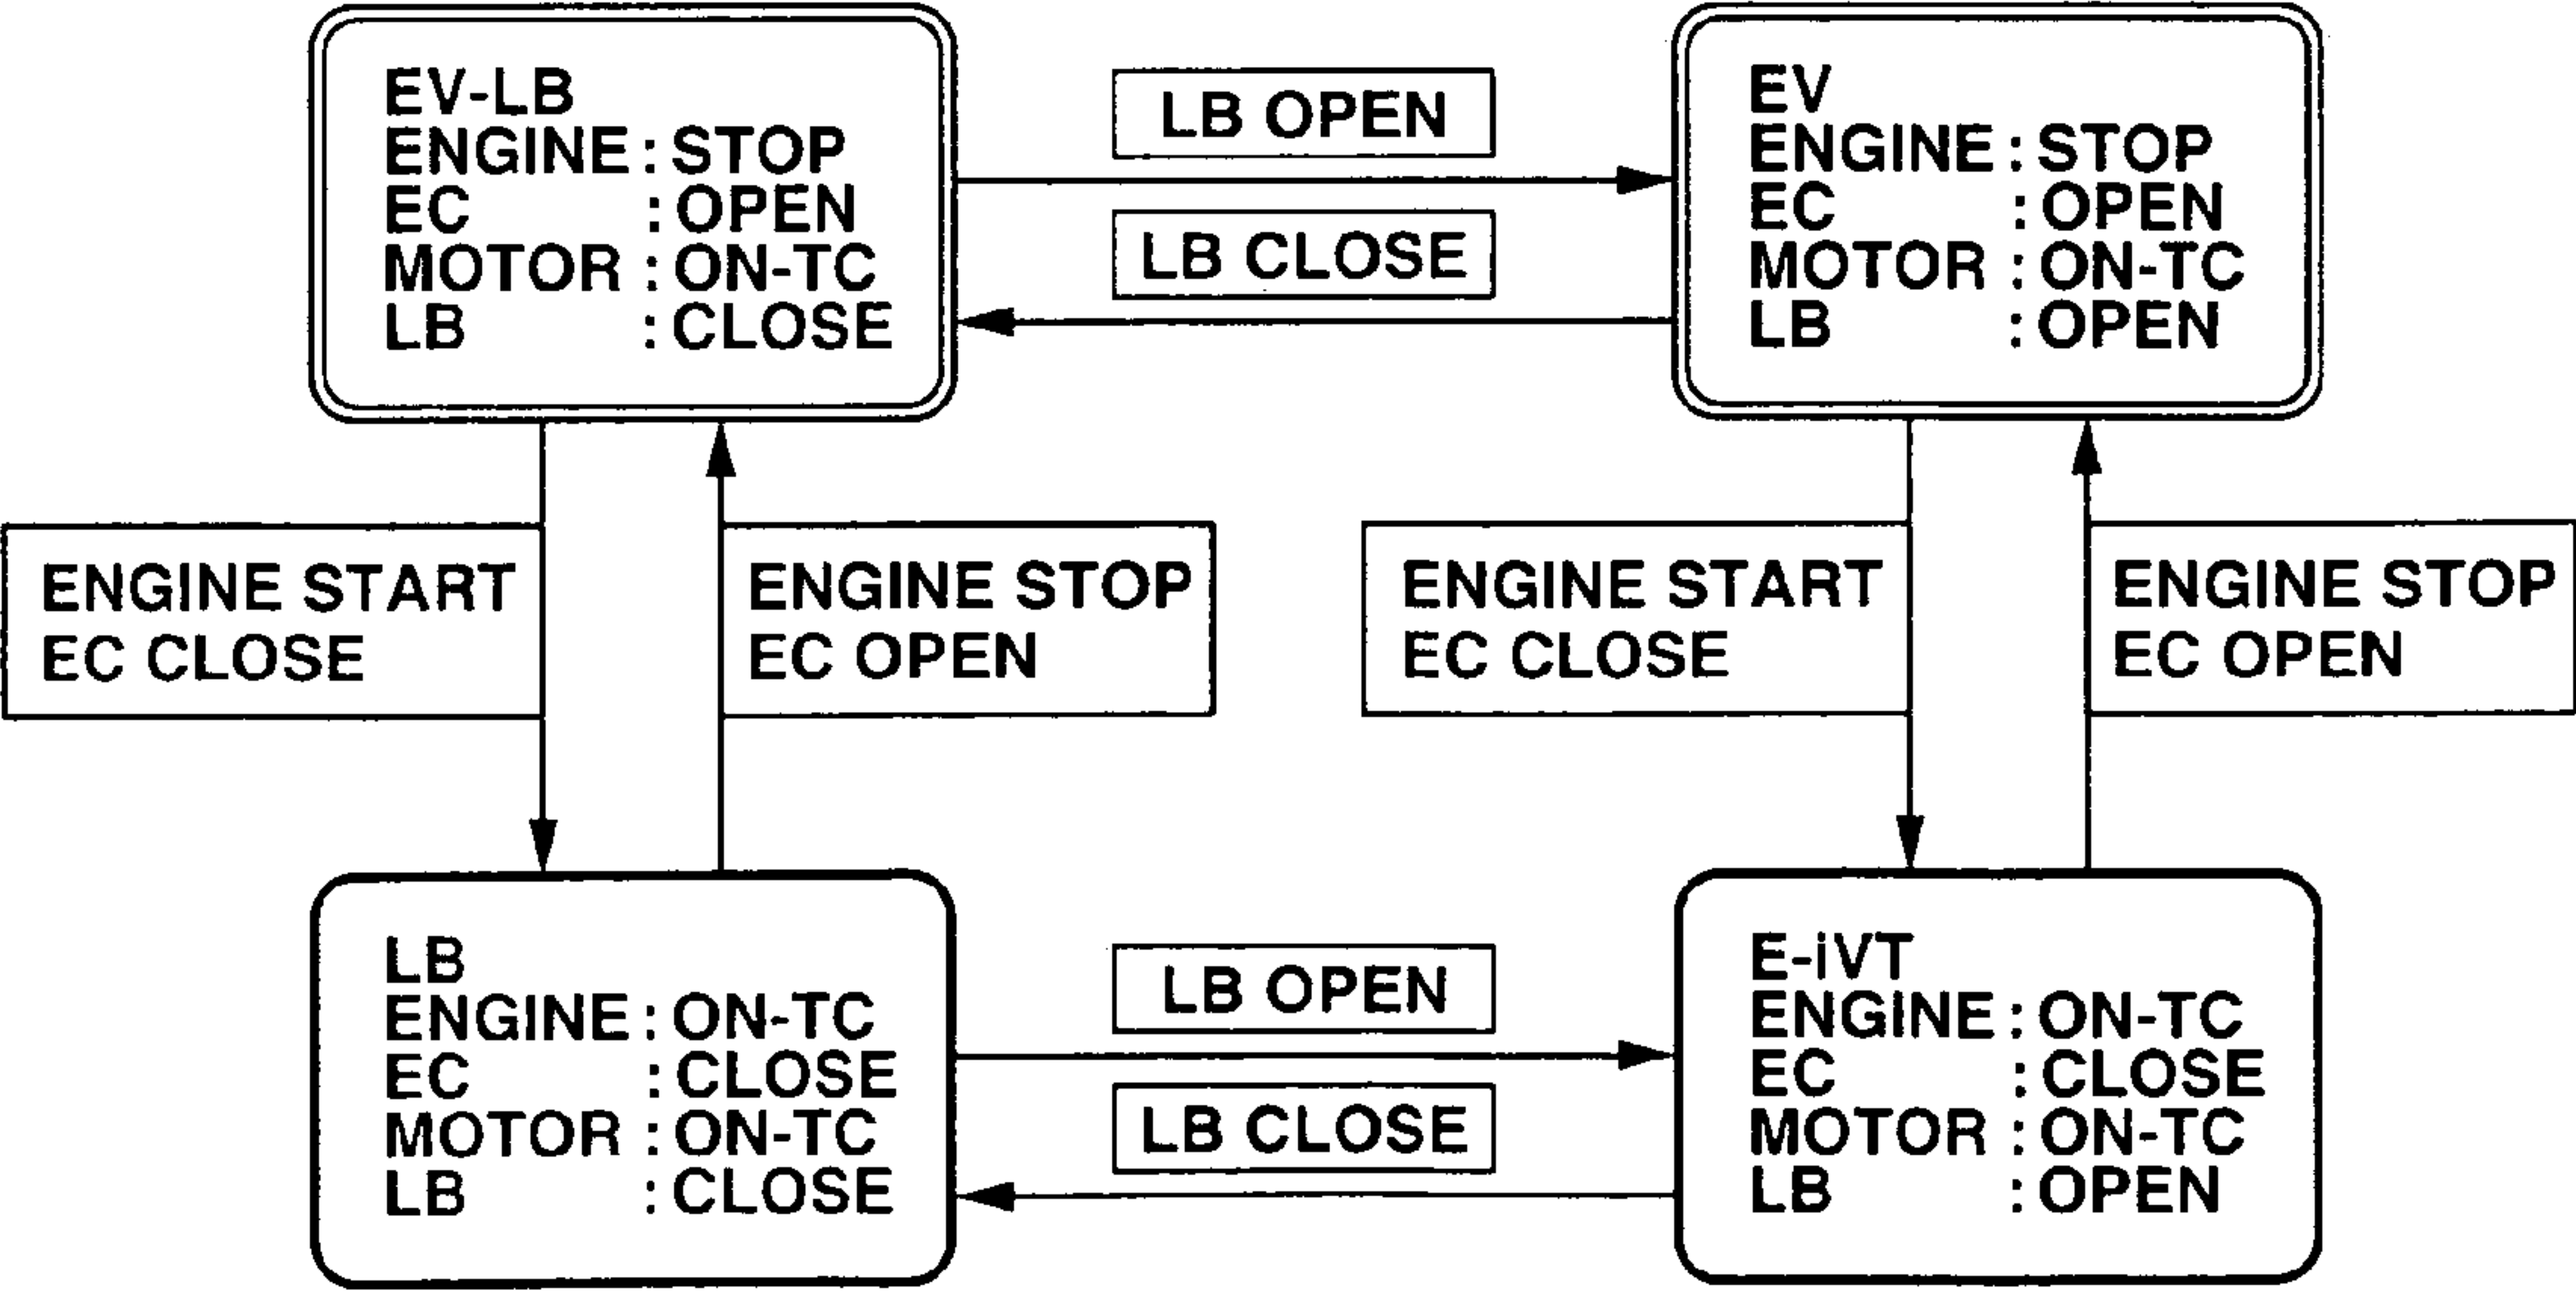 EV-LB
ENGINE : STOP
EC : OPEN
MOTOR : ON-TC
LB : CLOSE
LB OPEN
LB CLOSE
EV
ENGINE : STOP
EC : OPEN
MOTOR : ON-TC
LB : OPEN
ENGINE START
EC CLOSE
ENGINE STOP
EC OPEN
ENGINE START
EC CLOSE
ENGINE STOP
EC OPEN
LB
ENGINE : ON-TC
EC : CLOSE
MOTOR : ON-TC
LB : CLOSE
LB OPEN
LB CLOSE
E-iVT
ENGINE : ON-TC
EC : CLOSE
MOTOR : ON-TC
LB : OPEN